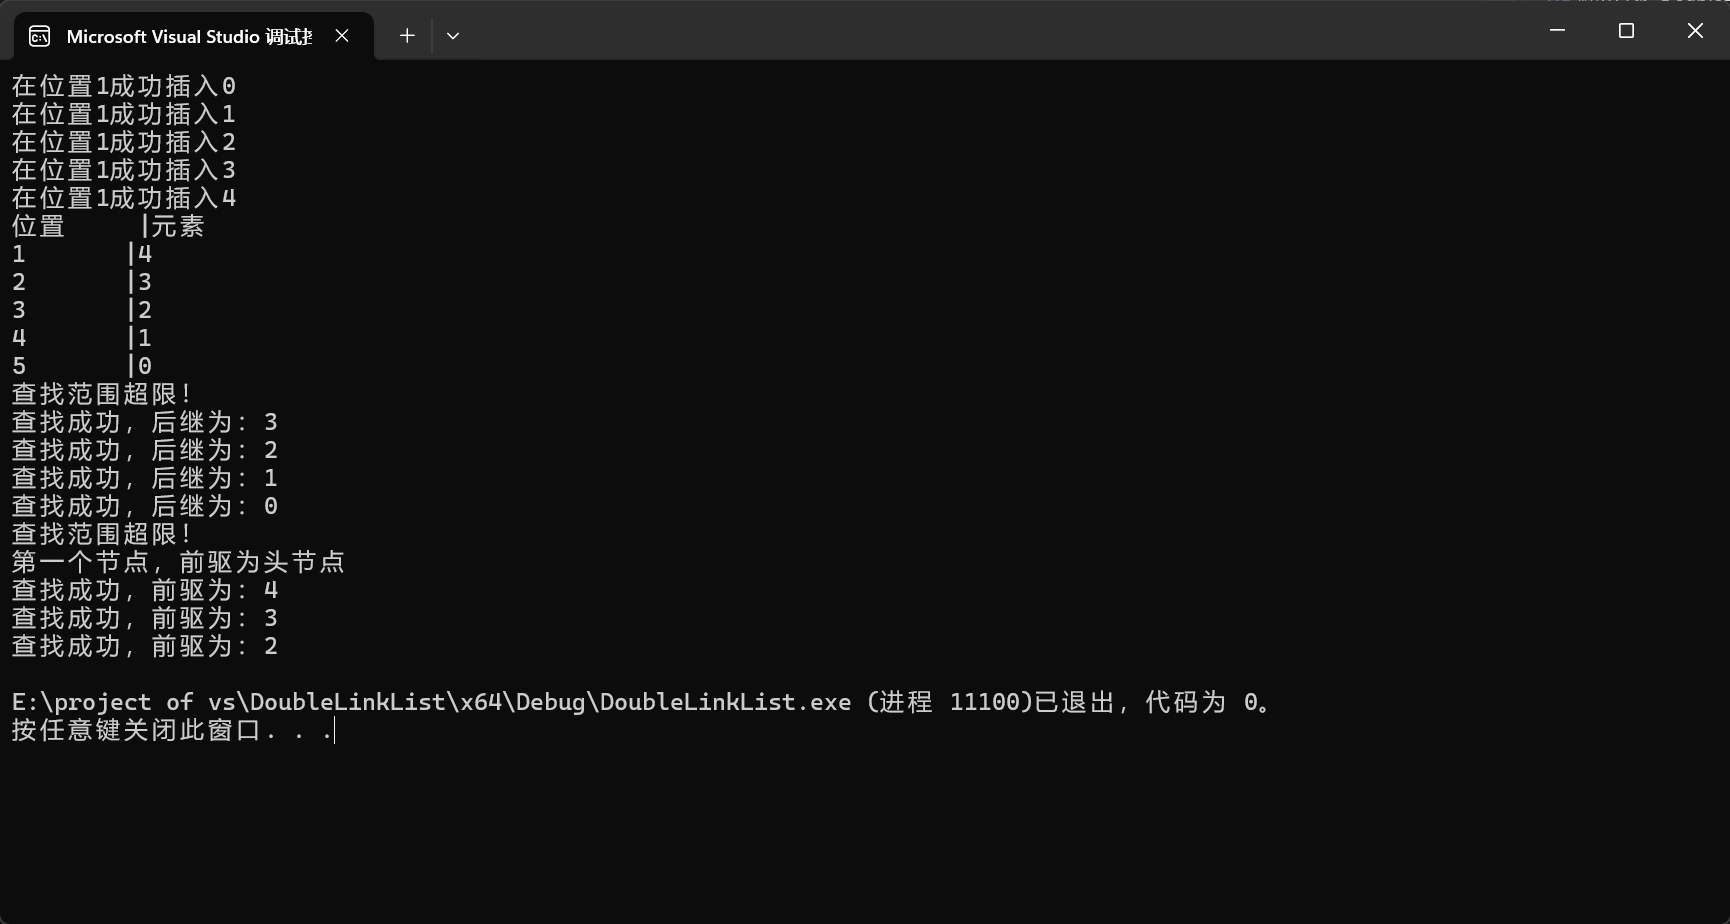 Microsoft Visual Studio 调试
在位置1成功插入0
在位置1成功插入1
在位置1成功插入2
在位置1成功插入3
在位置1成功插入4
位置 |元素
1 |4
2 |3
3 |2
4 |1
5 |0
查找范围超限!
查找成功, 后继为: 3
查找成功, 后继为: 2
查找成功, 后继为: 1
查找成功, 后继为: 0
查找范围超限!
第一个节点, 前驱为头节点
查找成功, 前驱为: 4
查找成功, 前驱为: 3
查找成功, 前驱为: 2
E:\project of vs\DoubleLinkList\x64\Debug\DoubleLinkList.exe (进程 11100)已退出, 代码为 0。
按任意键关闭此窗口. . .